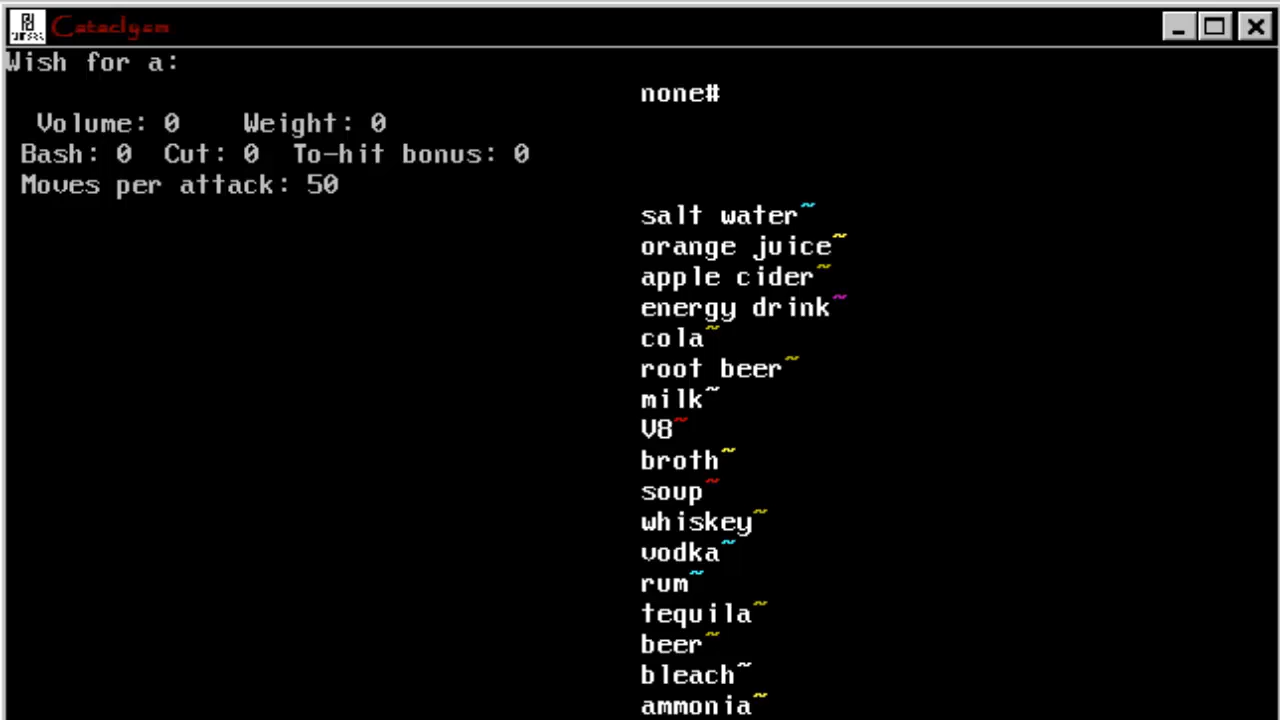 Cataclysm
Wish for a:
none#
Volume: 0 Weight: 0
Bash: 0 Cut: 0 To-hit bonus: 0
Moves per attack: 50
salt water~
orange juice~
apple cider~
energy drink~
cola~
root beer~
milk~
V8~
broth~
soup~
whiskey~
vodka~
rum~
tequila~
beer~
bleach~
ammonia~